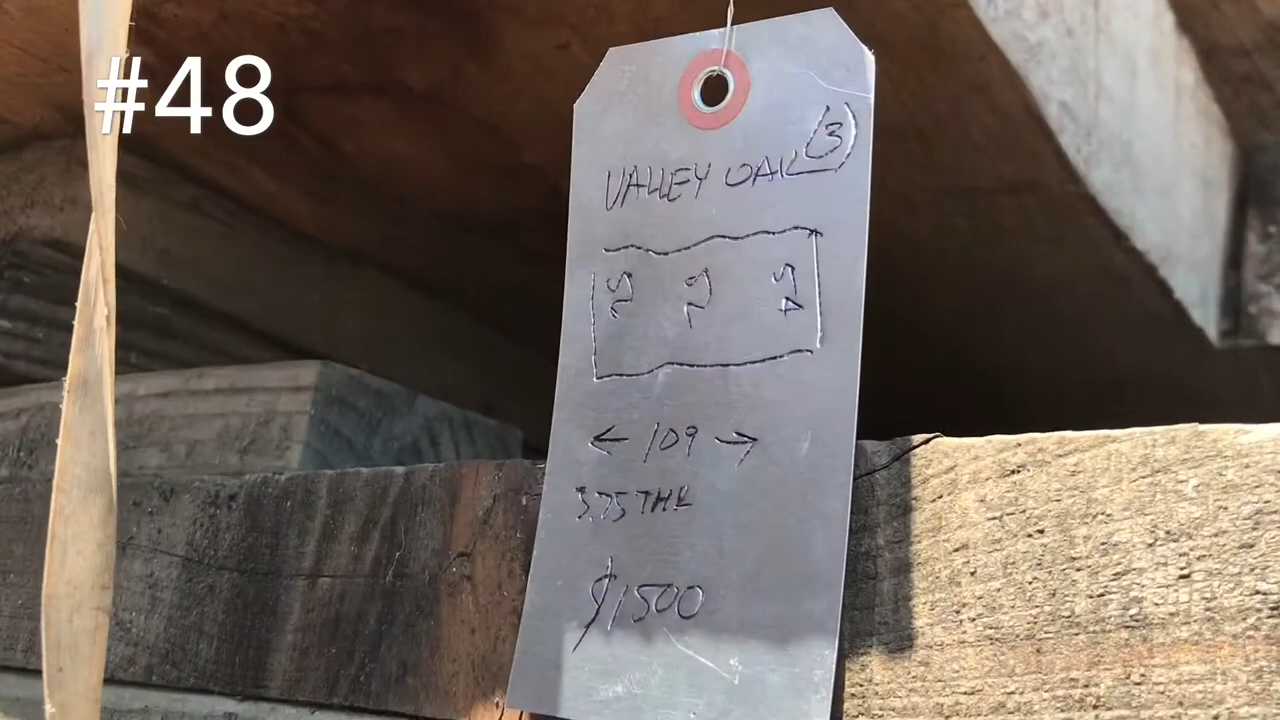 #48
(3)
VALLEY OAK
← 109 →
3.75 THK
$1500